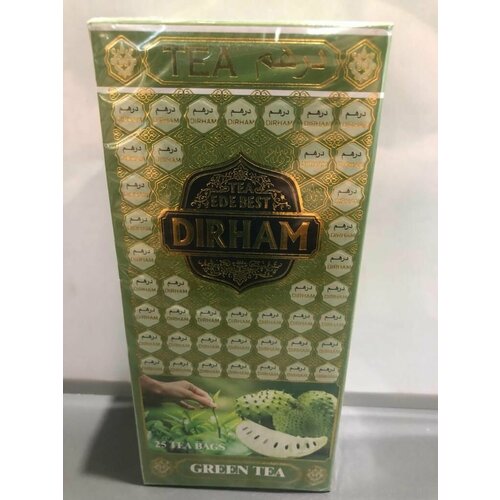 TEA درهم
TEA
EDE BEST
DIRHAM
25 TEA BAGS
GREEN TEA